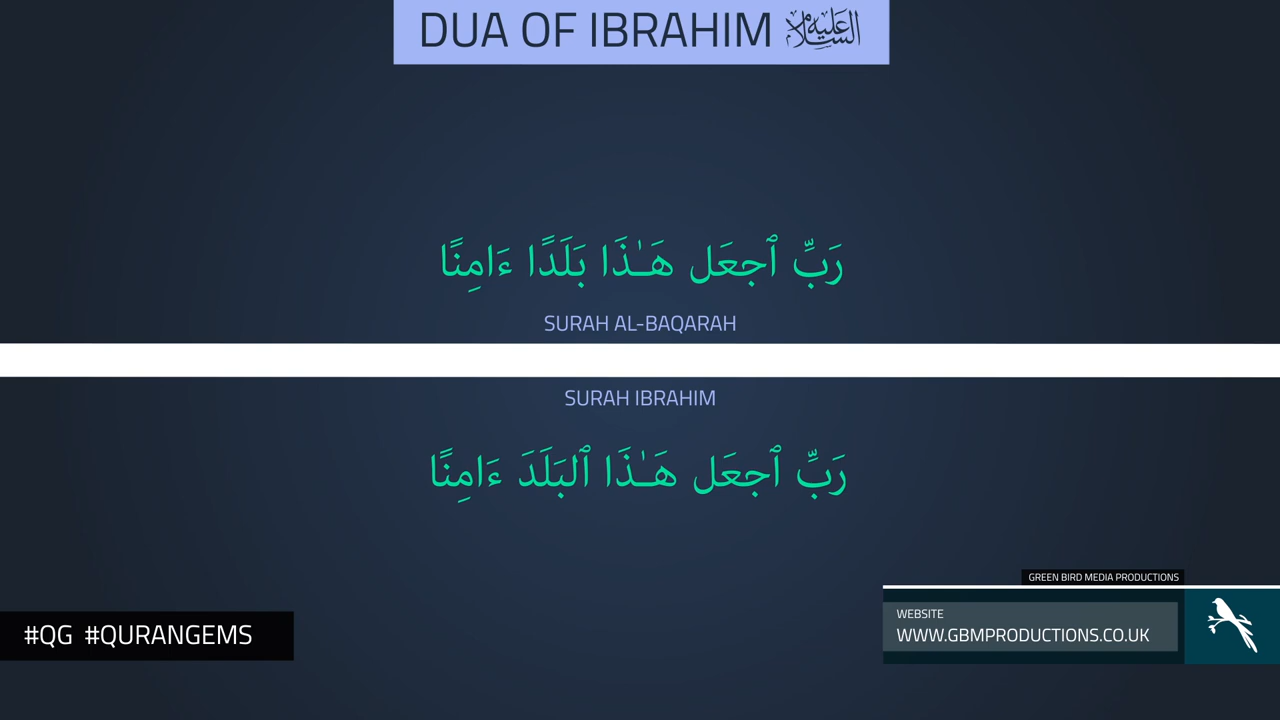 DUA OF IBRAHIM عليه السلام
رَبِّ ٱجعَل هَـٰذَا بَلَدًا ءَامِنًا
SURAH AL-BAQARAH
SURAH IBRAHIM
رَبِّ ٱجعَل هَـٰذَا ٱلبَلَدَ ءَامِنًا
GREEN BIRD MEDIA PRODUCTIONS
WEBSITE
WWW.GBMPRODUCTIONS.CO.UK
#QG #QURANGEMS